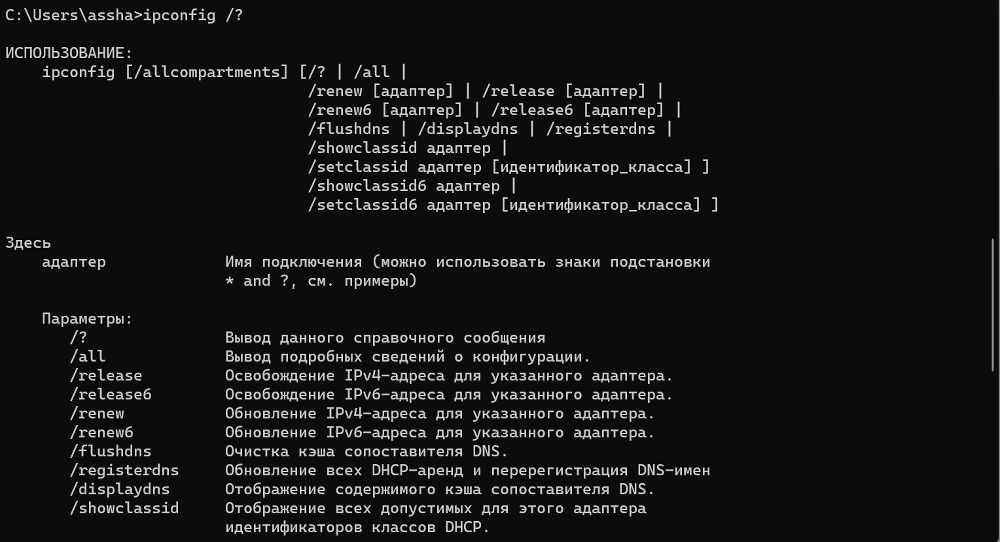 C:\Users\assha>ipconfig /?
ИСПОЛЬЗОВАНИЕ:
ipconfig [/allcompartments] [/? | /all |
/renew [адаптер] | /release [адаптер] |
/renew6 [адаптер] | /release6 [адаптер] |
/flushdns | /displaydns | /registerdns |
/showclassid адаптер |
/setclassid адаптер [идентификатор_класса] ]
/showclassid6 адаптер |
/setclassid6 адаптер [идентификатор_класса] ]
Здесь
адаптер Имя подключения (можно использовать знаки подстановки
* and ?, см. примеры)
Параметры:
/? Вывод данного справочного сообщения
/all Вывод подробных сведений о конфигурации.
/release Освобождение IPv4-адреса для указанного адаптера.
/release6 Освобождение IPv6-адреса для указанного адаптера.
/renew Обновление IPv4-адреса для указанного адаптера.
/renew6 Обновление IPv6-адреса для указанного адаптера.
/flushdns Очистка кэша сопоставителя DNS.
/registerdns Обновление всех DHCP-аренд и перерегистрация DNS-имен
/displaydns Отображение содержимого кэша сопоставителя DNS.
/showclassid Отображение всех допустимых для этого адаптера
идентификаторов классов DHCP.